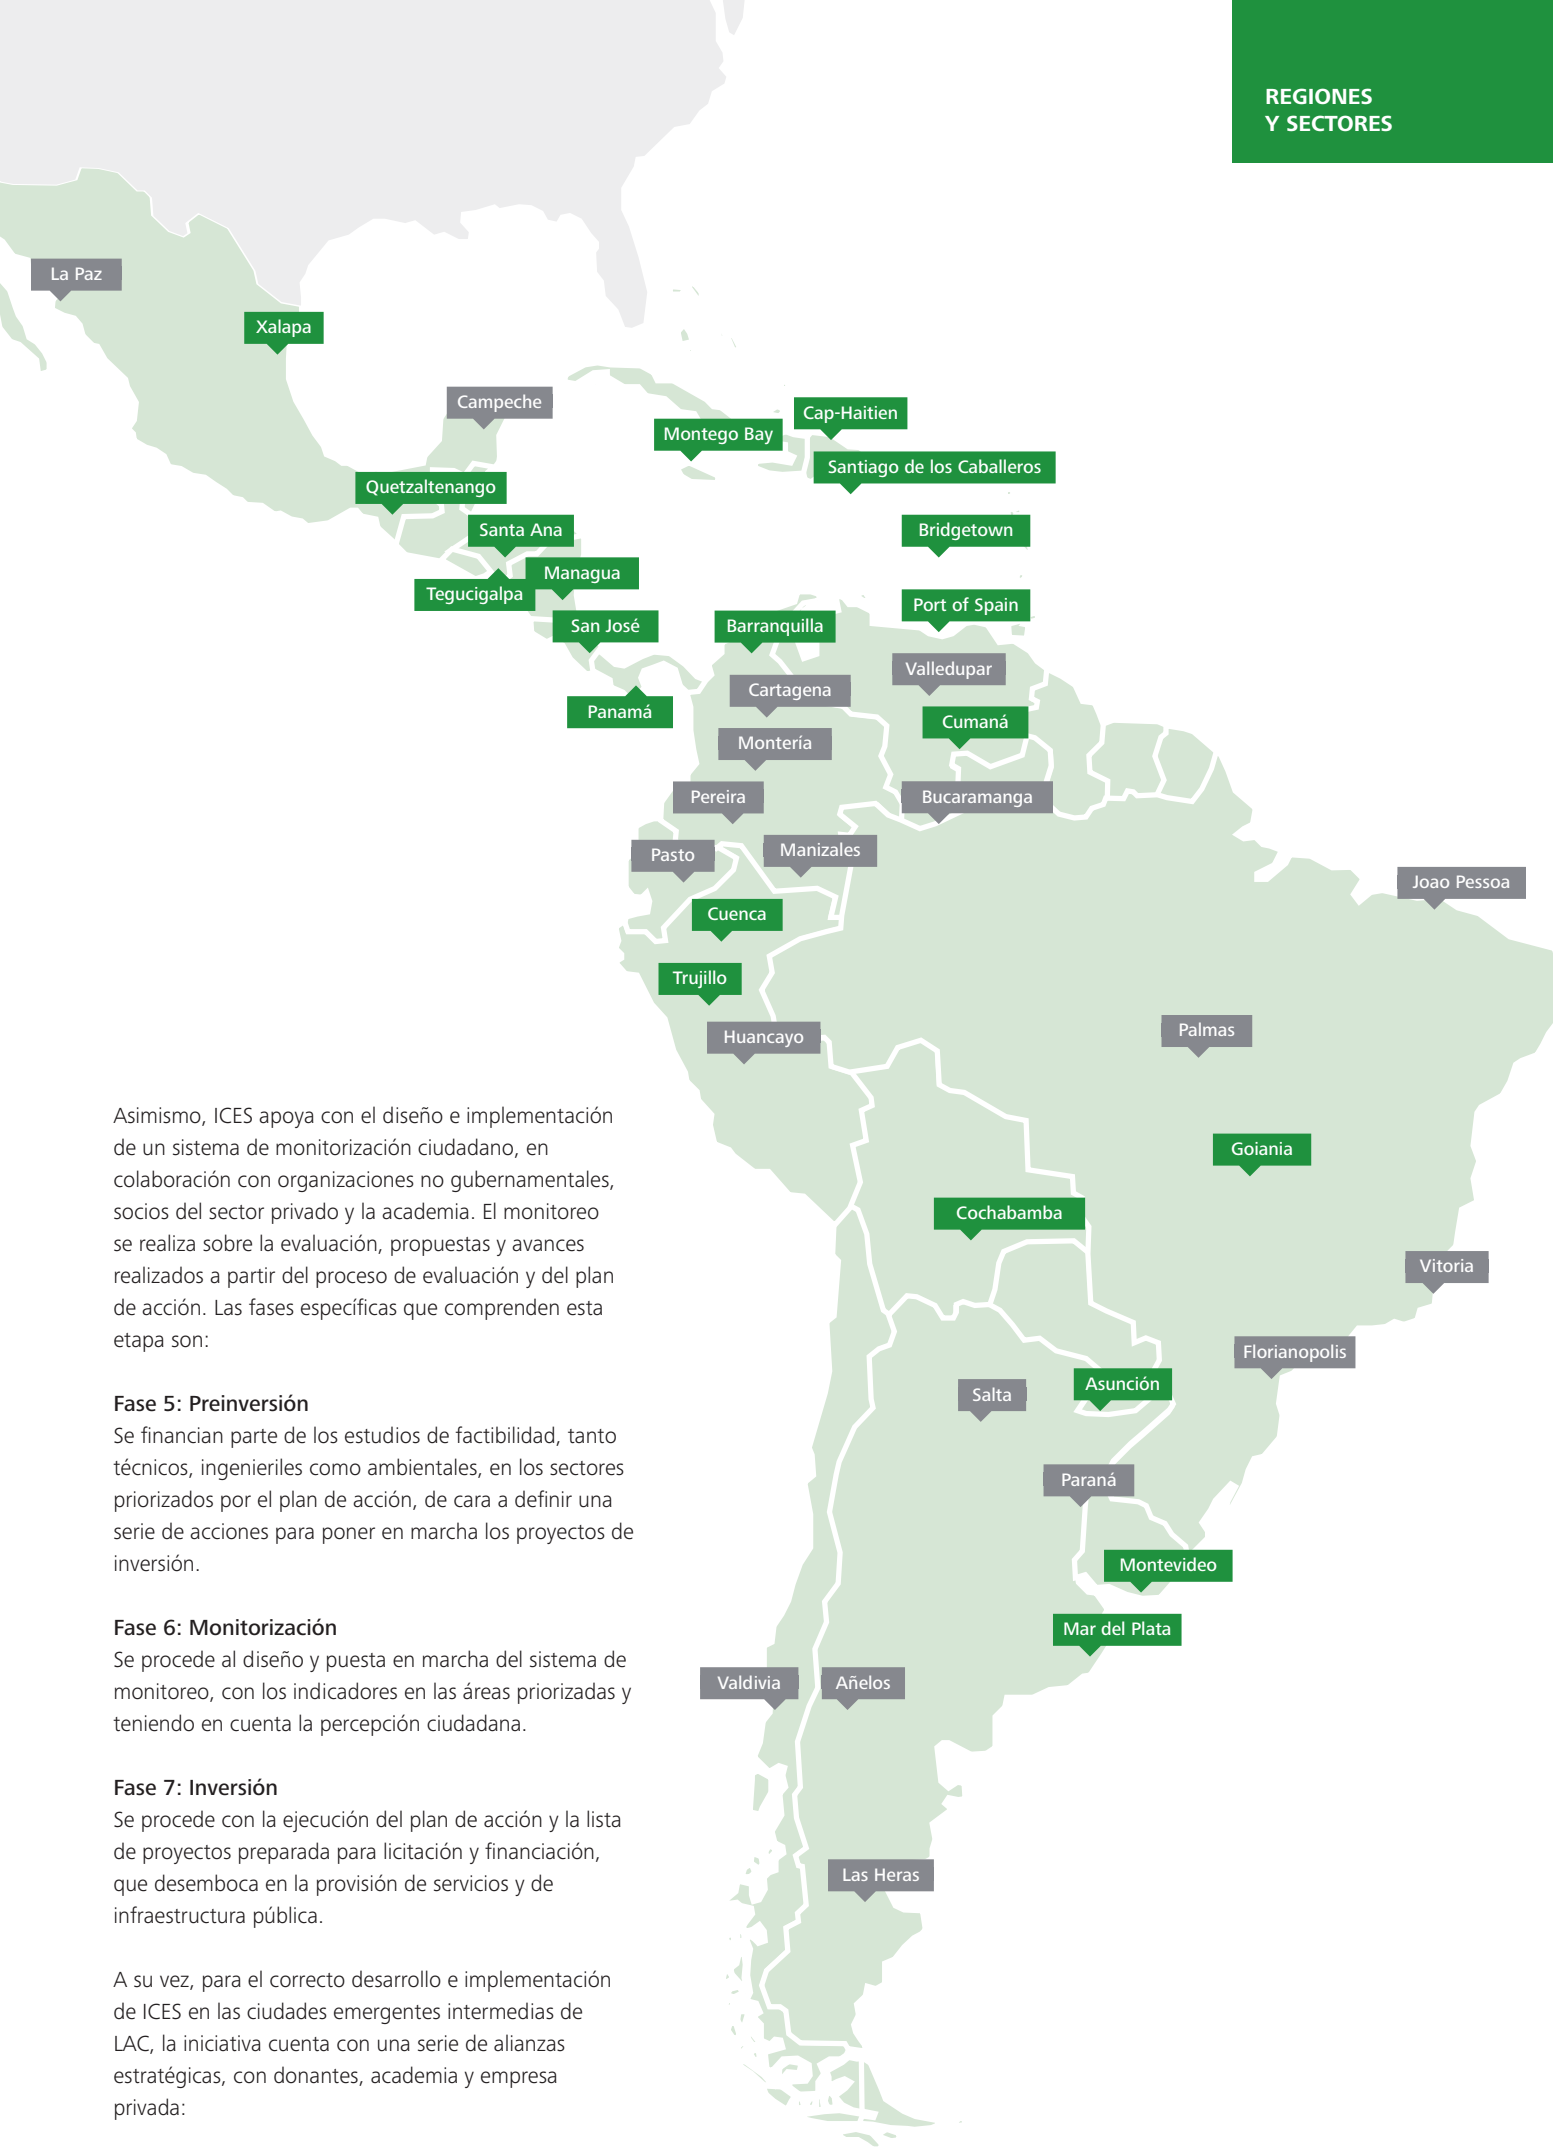 REGIONES
Y SECTORES
La Paz
Xalapa
Campeche
Cap-Haitien
Montego Bay
Santiago de los Caballeros
Quetzaltenango
Santa Ana
Bridgetown
Managua
Tegucigalpa
Port of Spain
San José
Barranquilla
Valledupar
Cartagena
Panamá
Cumaná
Montería
Pereira
Bucaramanga
Pasto
Manizales
Joao Pessoa
Cuenca
Trujillo
Huancayo
Palmas
Goiania
Cochabamba
Vitoria
Florianopolis
Asunción
Salta
Paraná
Montevideo
Mar del Plata
Valdivia
Añelos
Las Heras
Asimismo, ICES apoya con el diseño e implementación
de un sistema de monitorización ciudadano, en
colaboración con organizaciones no gubernamentales,
socios del sector privado y la academia. El monitoreo
se realiza sobre la evaluación, propuestas y avances
realizados a partir del proceso de evaluación y del plan
de acción. Las fases específicas que comprenden esta
etapa son:
Fase 5: Preinversión
Se financian parte de los estudios de factibilidad, tanto
técnicos, ingenieriles como ambientales, en los sectores
priorizados por el plan de acción, de cara a definir una
serie de acciones para poner en marcha los proyectos de
inversión.
Fase 6: Monitorización
Se procede al diseño y puesta en marcha del sistema de
monitoreo, con los indicadores en las áreas priorizadas y
teniendo en cuenta la percepción ciudadana.
Fase 7: Inversión
Se procede con la ejecución del plan de acción y la lista
de proyectos preparada para licitación y financiación,
que desemboca en la provisión de servicios y de
infraestructura pública.
A su vez, para el correcto desarrollo e implementación
de ICES en las ciudades emergentes intermedias de
LAC, la iniciativa cuenta con una serie de alianzas
estratégicas, con donantes, academia y empresa
privada: